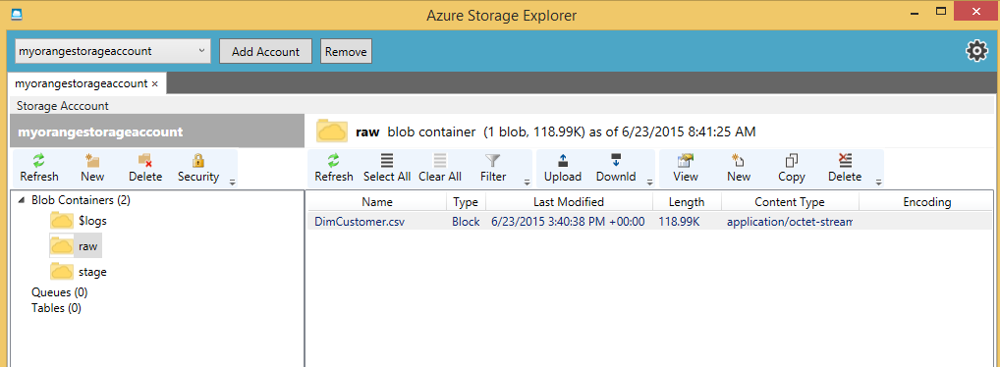 Azure Storage Explorer
myorangestorageaccount Add Account Remove
myorangestorageaccount ×
Storage Acccount
myorangestorageaccount
raw blob container (1 blob, 118.99K) as of 6/23/2015 8:41:25 AM
Refresh New Delete Security
Refresh Select All Clear All Filter Upload Downld View New Copy Delete
Blob Containers (2)
$logs
raw
stage
Queues (0)
Tables (0)
Name Type Last Modified Length Content Type Encoding
DimCustomer.csv Block 6/23/2015 3:40:38 PM +00:00 118.99K application/octet-stream